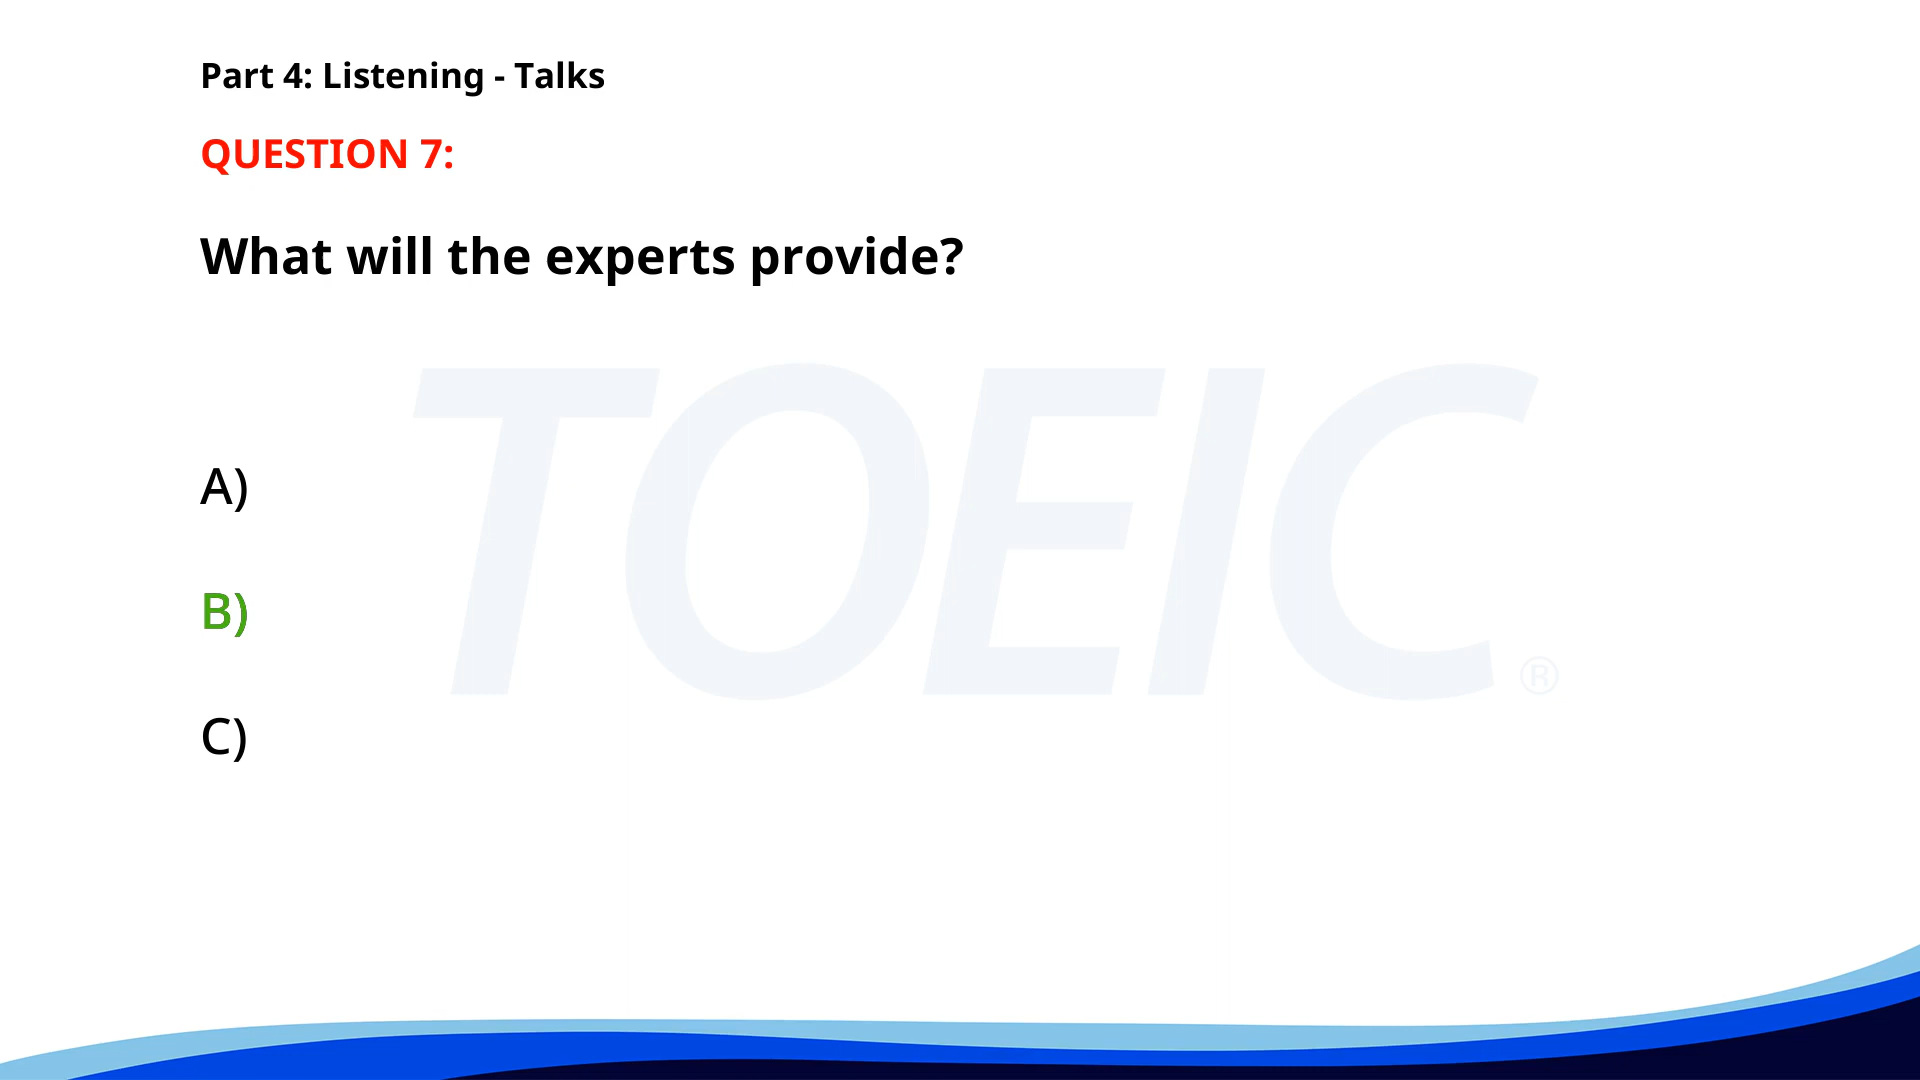 Part 4: Listening - Talks
QUESTION 7:
What will the experts provide?
TOEIC®
A)
B)
C)